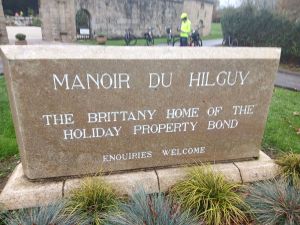 MANOIR DU HILGUY
THE BRITTANY HOME OF THE
HOLIDAY PROPERTY BOND
ENQUIRIES WELCOME